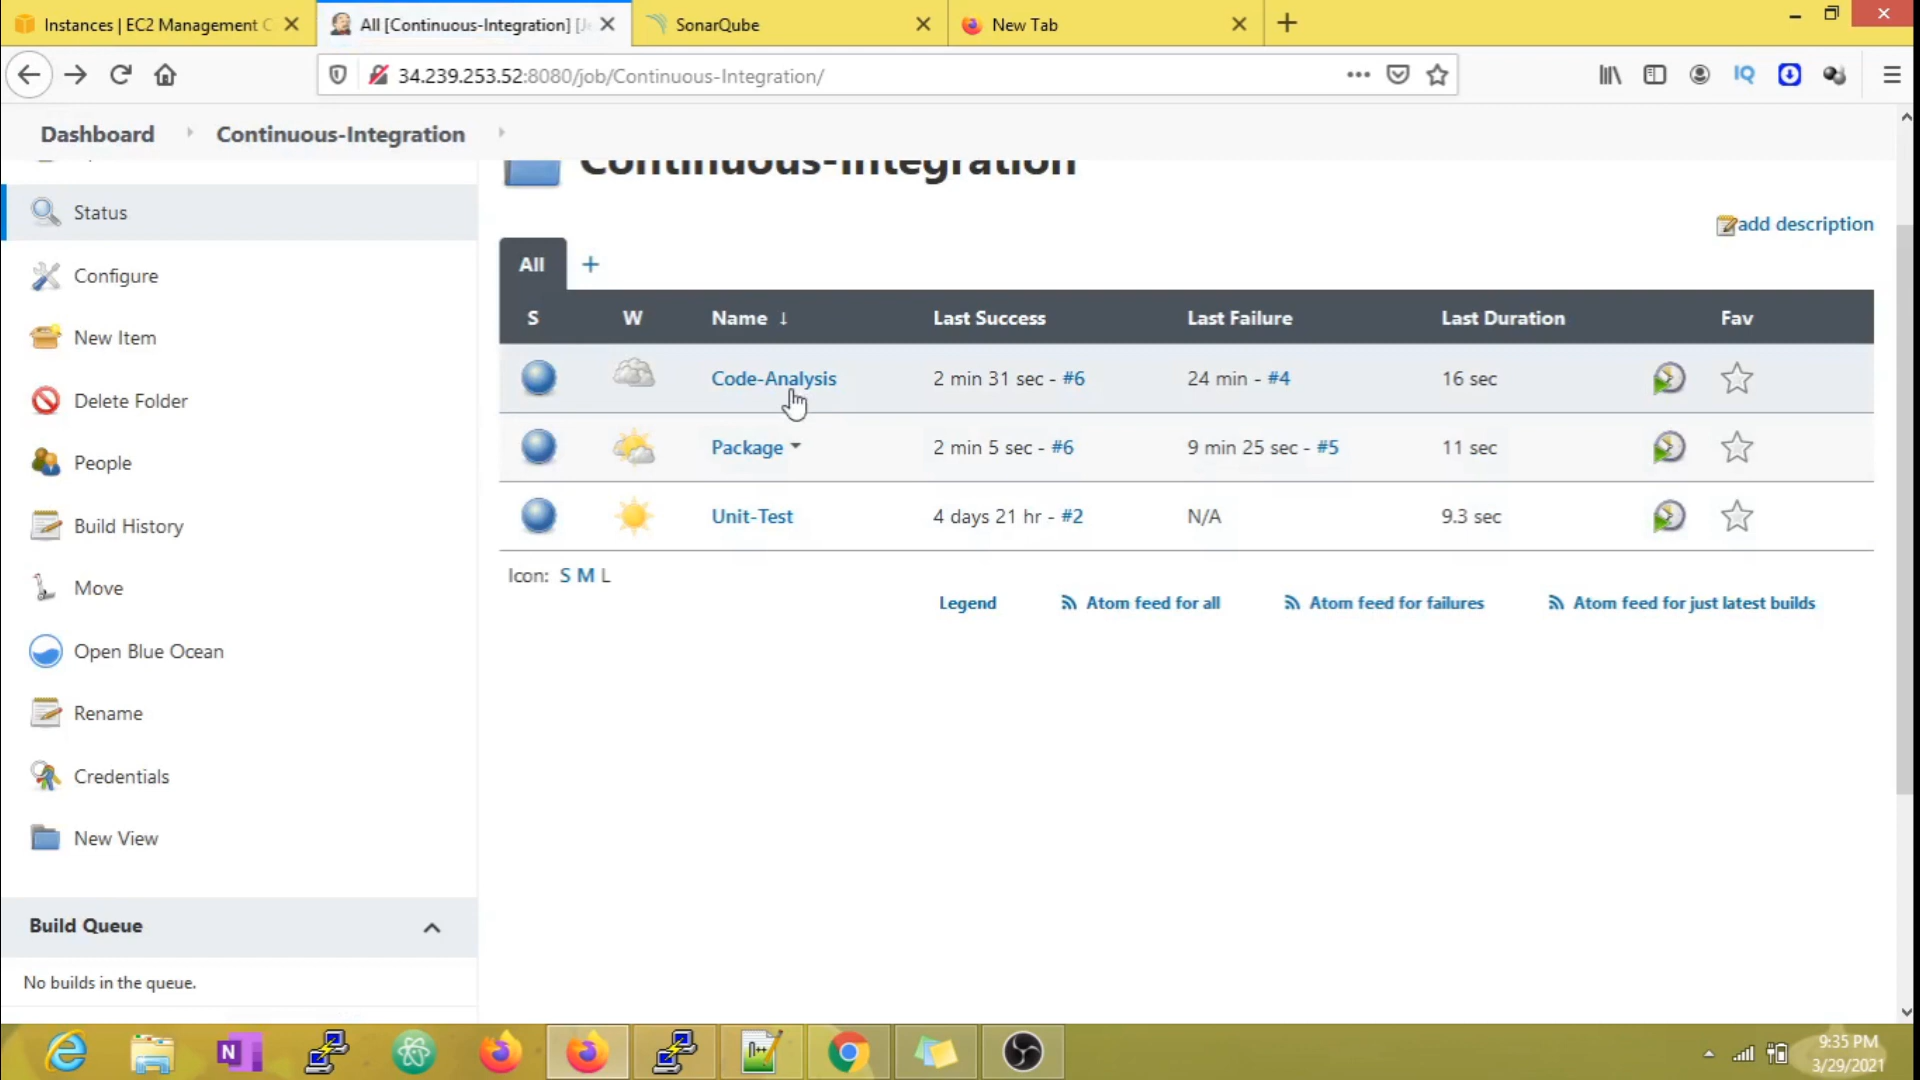 Instances | EC2 Management C
All [Continuous-Integration] [Je
SonarQube
New Tab
34.239.253.52:8080/job/Continuous-Integration/
IQ
Dashboard
Continuous-Integration
Continuous-Integration
Status
Configure
New Item
Delete Folder
People
Build History
Move
Open Blue Ocean
Rename
Credentials
New View
Build Queue
No builds in the queue.
add description
All +
S W Name ↓ Last Success Last Failure Last Duration Fav
Code-Analysis 2 min 31 sec - #6 24 min - #4 16 sec
Package 2 min 5 sec - #6 9 min 25 sec - #5 11 sec
Unit-Test 4 days 21 hr - #2 N/A 9.3 sec
Icon: S M L
Legend Atom feed for all Atom feed for failures Atom feed for just latest builds
N
9:35 PM
3/29/2021